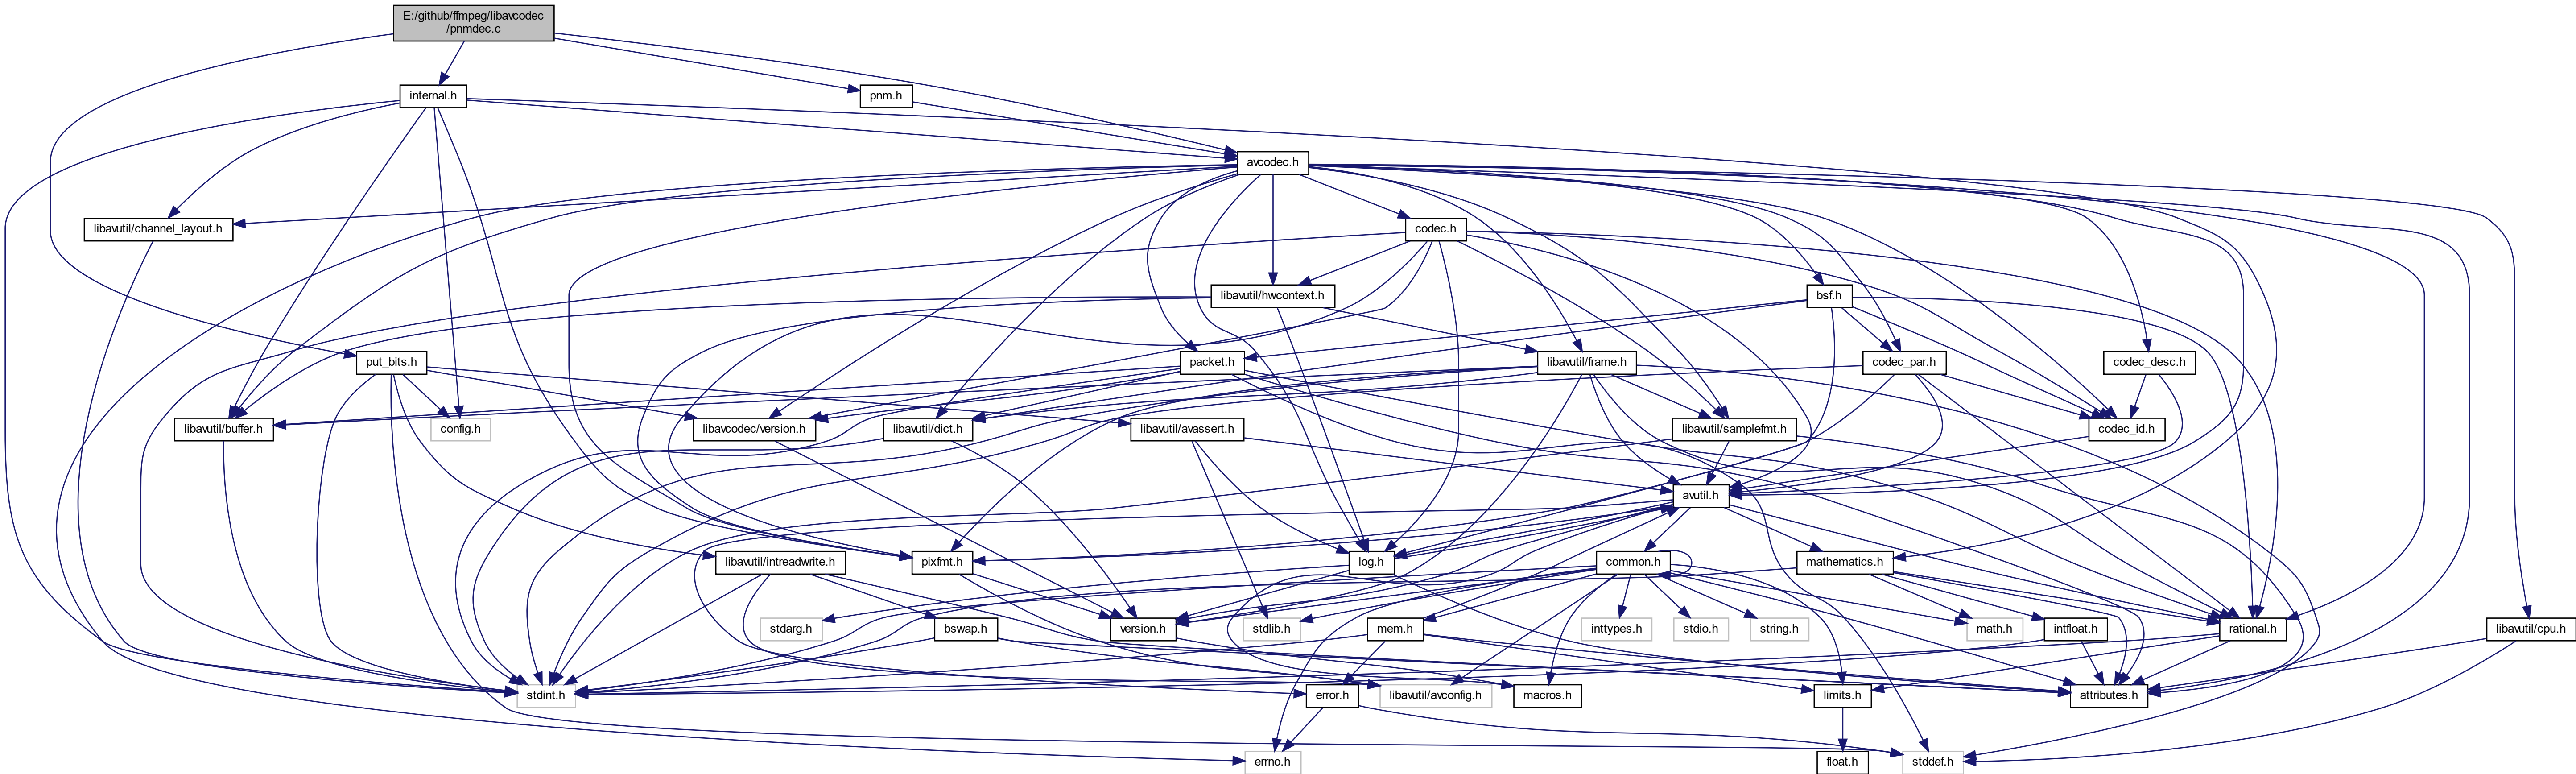 E:/github/ffmpeg/libavcodec
/pnmdec.c
internal.h
pnm.h
avcodec.h
libavutil/channel_layout.h
codec.h
libavutil/hwcontext.h
bsf.h
put_bits.h
packet.h
libavutil/frame.h
codec_par.h
codec_desc.h
libavutil/buffer.h
config.h
libavcodec/version.h
libavutil/dict.h
libavutil/avassert.h
libavutil/samplefmt.h
codec_id.h
avutil.h
libavutil/intreadwrite.h
pixfmt.h
log.h
common.h
mathematics.h
stdarg.h
bswap.h
version.h
stdlib.h
mem.h
inttypes.h
stdio.h
string.h
math.h
intfloat.h
rational.h
libavutil/cpu.h
stdint.h
error.h
libavutil/avconfig.h
macros.h
limits.h
attributes.h
errno.h
float.h
stddef.h